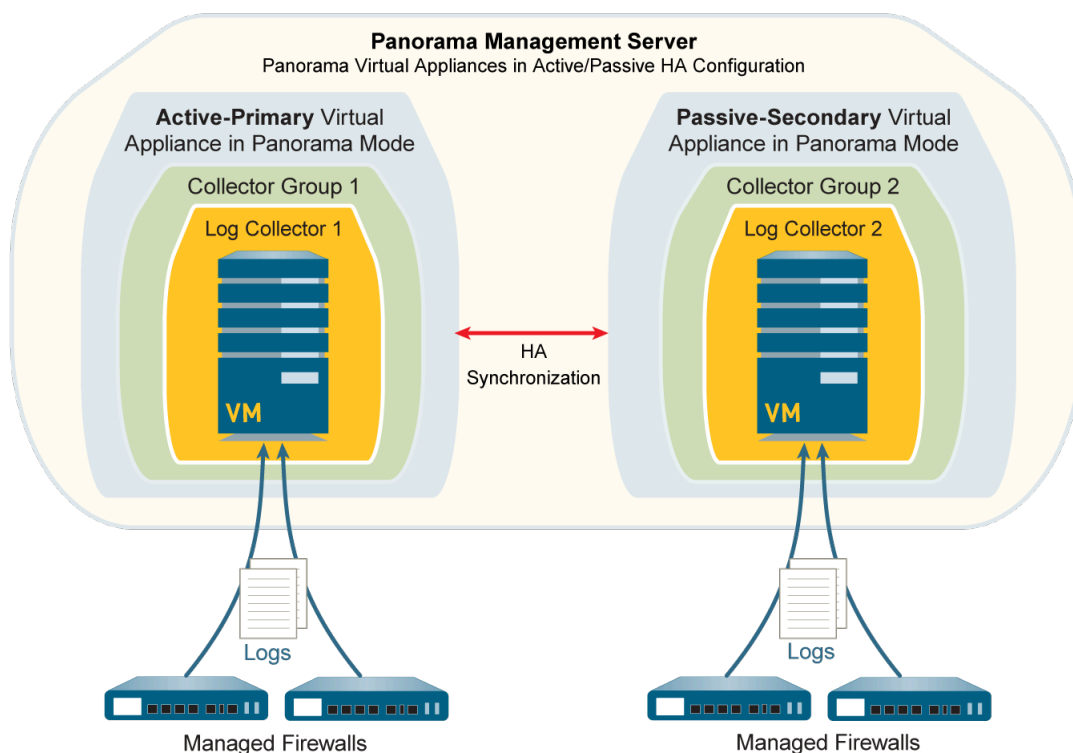 Panorama Management Server
Panorama Virtual Appliances in Active/Passive HA Configuration
Active-Primary Virtual
Appliance in Panorama Mode
Collector Group 1
Log Collector 1
VM
Passive-Secondary Virtual
Appliance in Panorama Mode
Collector Group 2
Log Collector 2
VM
HA
Synchronization
Logs
Managed Firewalls
Logs
Managed Firewalls